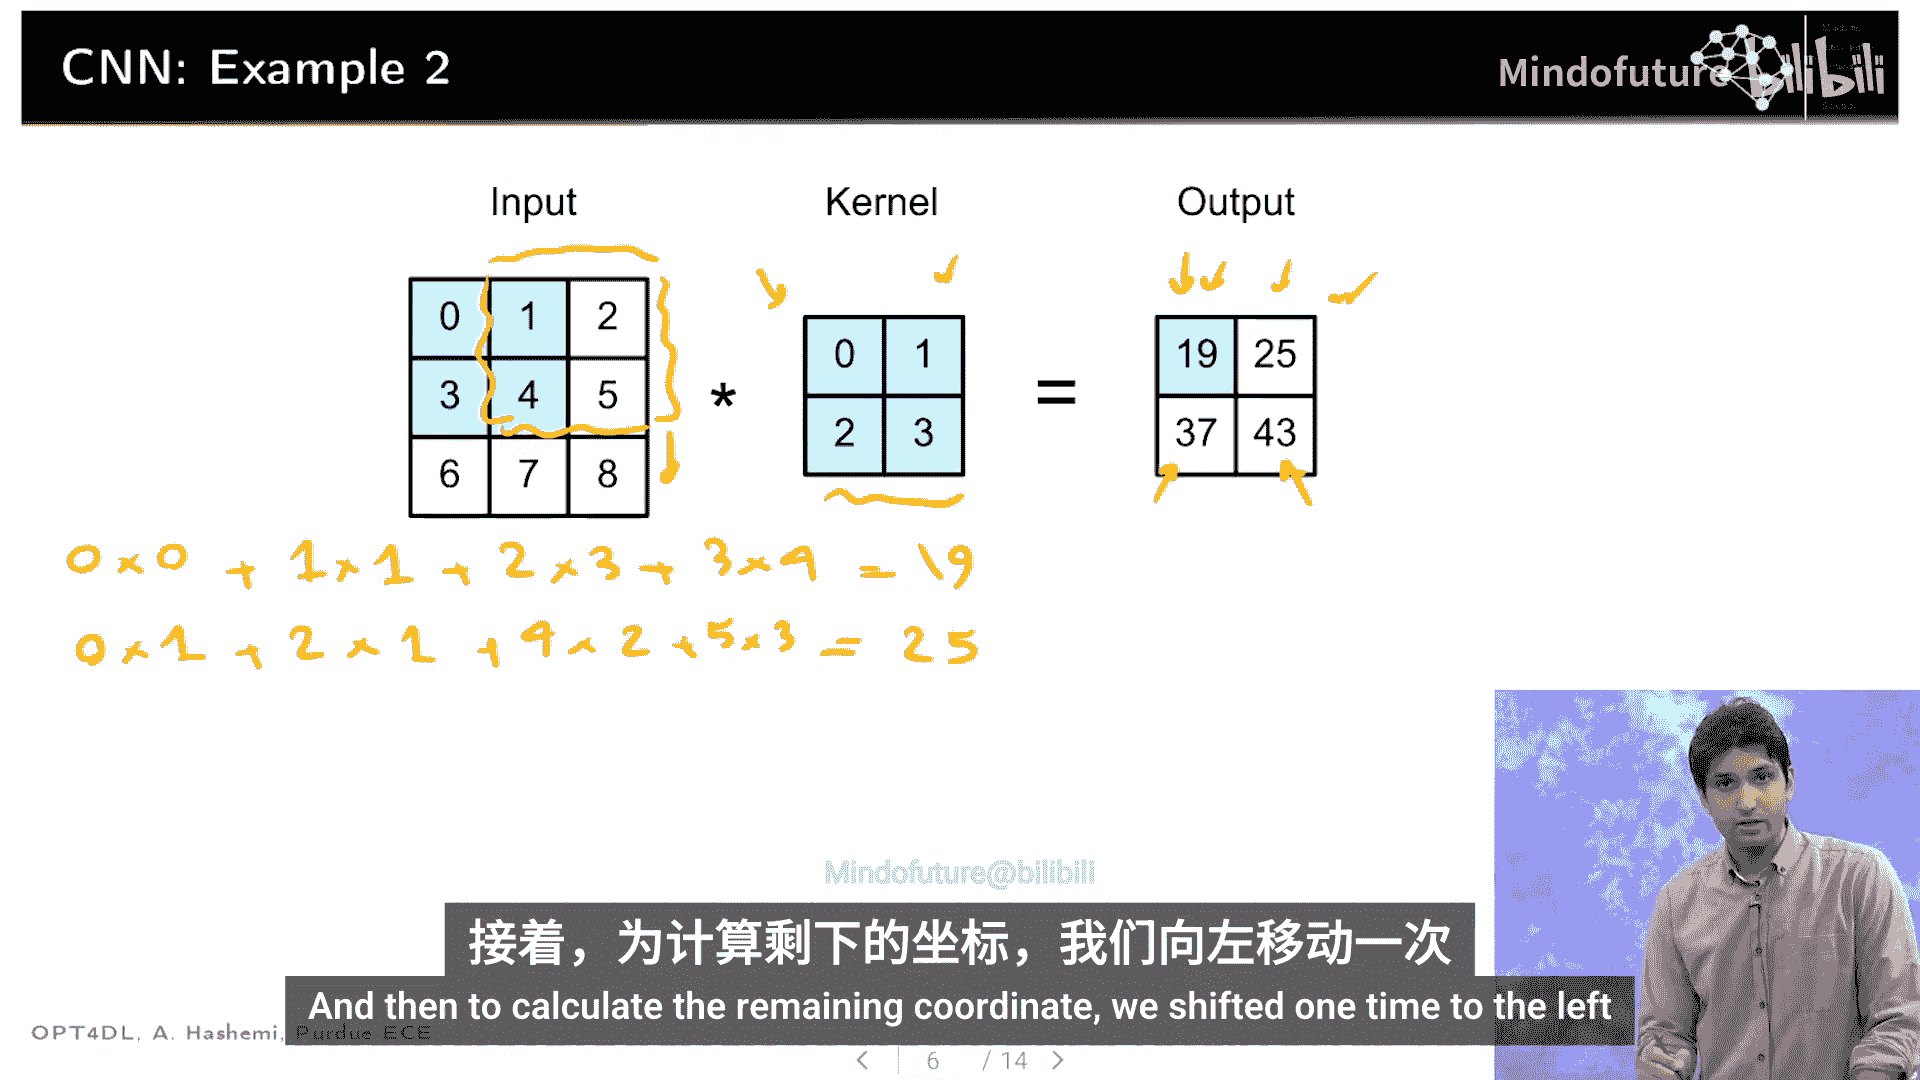 CNN: Example 2
Mindofuture
bilibili
Input
Kernel
Output
0 1 2
3 4 5
6 7 8
*
0 1
2 3
=
19 25
37 43
0×0 + 1×1 + 2×3 + 3×4 = 19
0×1 + 2×1 + 4×2 + 5×3 = 25
Mindofuture@bilibili
接着，为计算剩下的坐标，我们向左移动一次
And then to calculate the remaining coordinate, we shifted one time to the left
OPT4DL, A. Hashemi, Purdue ECE
6 / 14